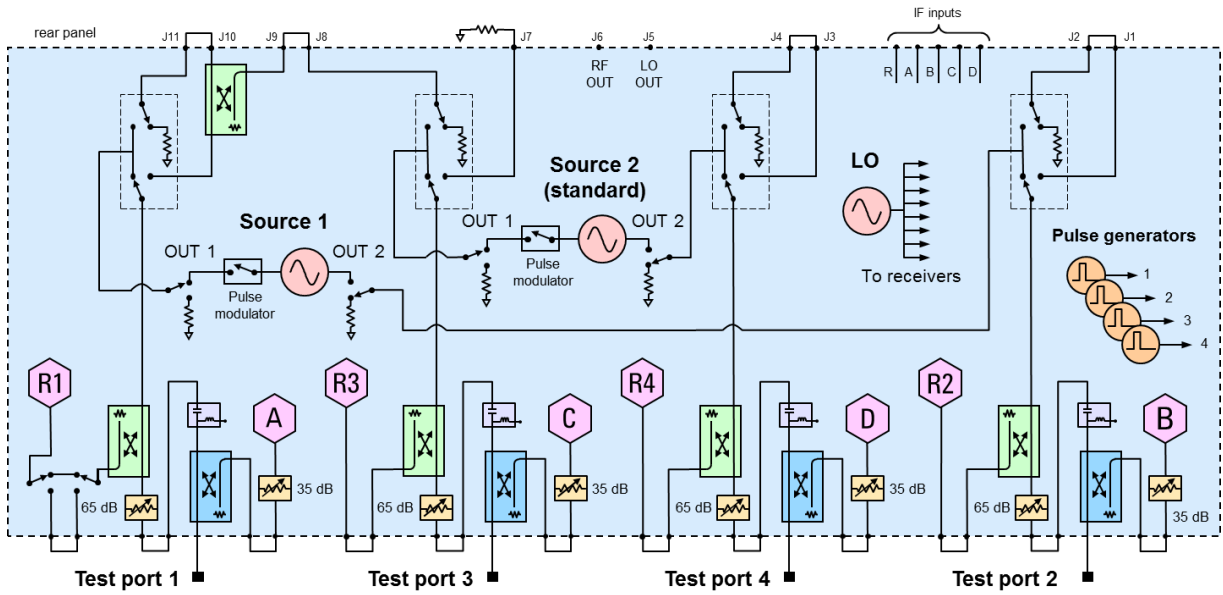 IF inputs
rear panel
J11 J10 J9 J8 J7 J6 J5 J4 J3 J2 J1
RF
OUT
LO
OUT
R A B C D
Source 2
(standard)
LO
Source 1
OUT 1
OUT 2
OUT 1
OUT 2
Pulse
modulator
Pulse
modulator
To receivers
Pulse generators
1
2
3
4
R1 R3 R4 R2
A C D B
65 dB 35 dB 65 dB 35 dB 65 dB 35 dB 65 dB 35 dB
Test port 1 Test port 3 Test port 4 Test port 2